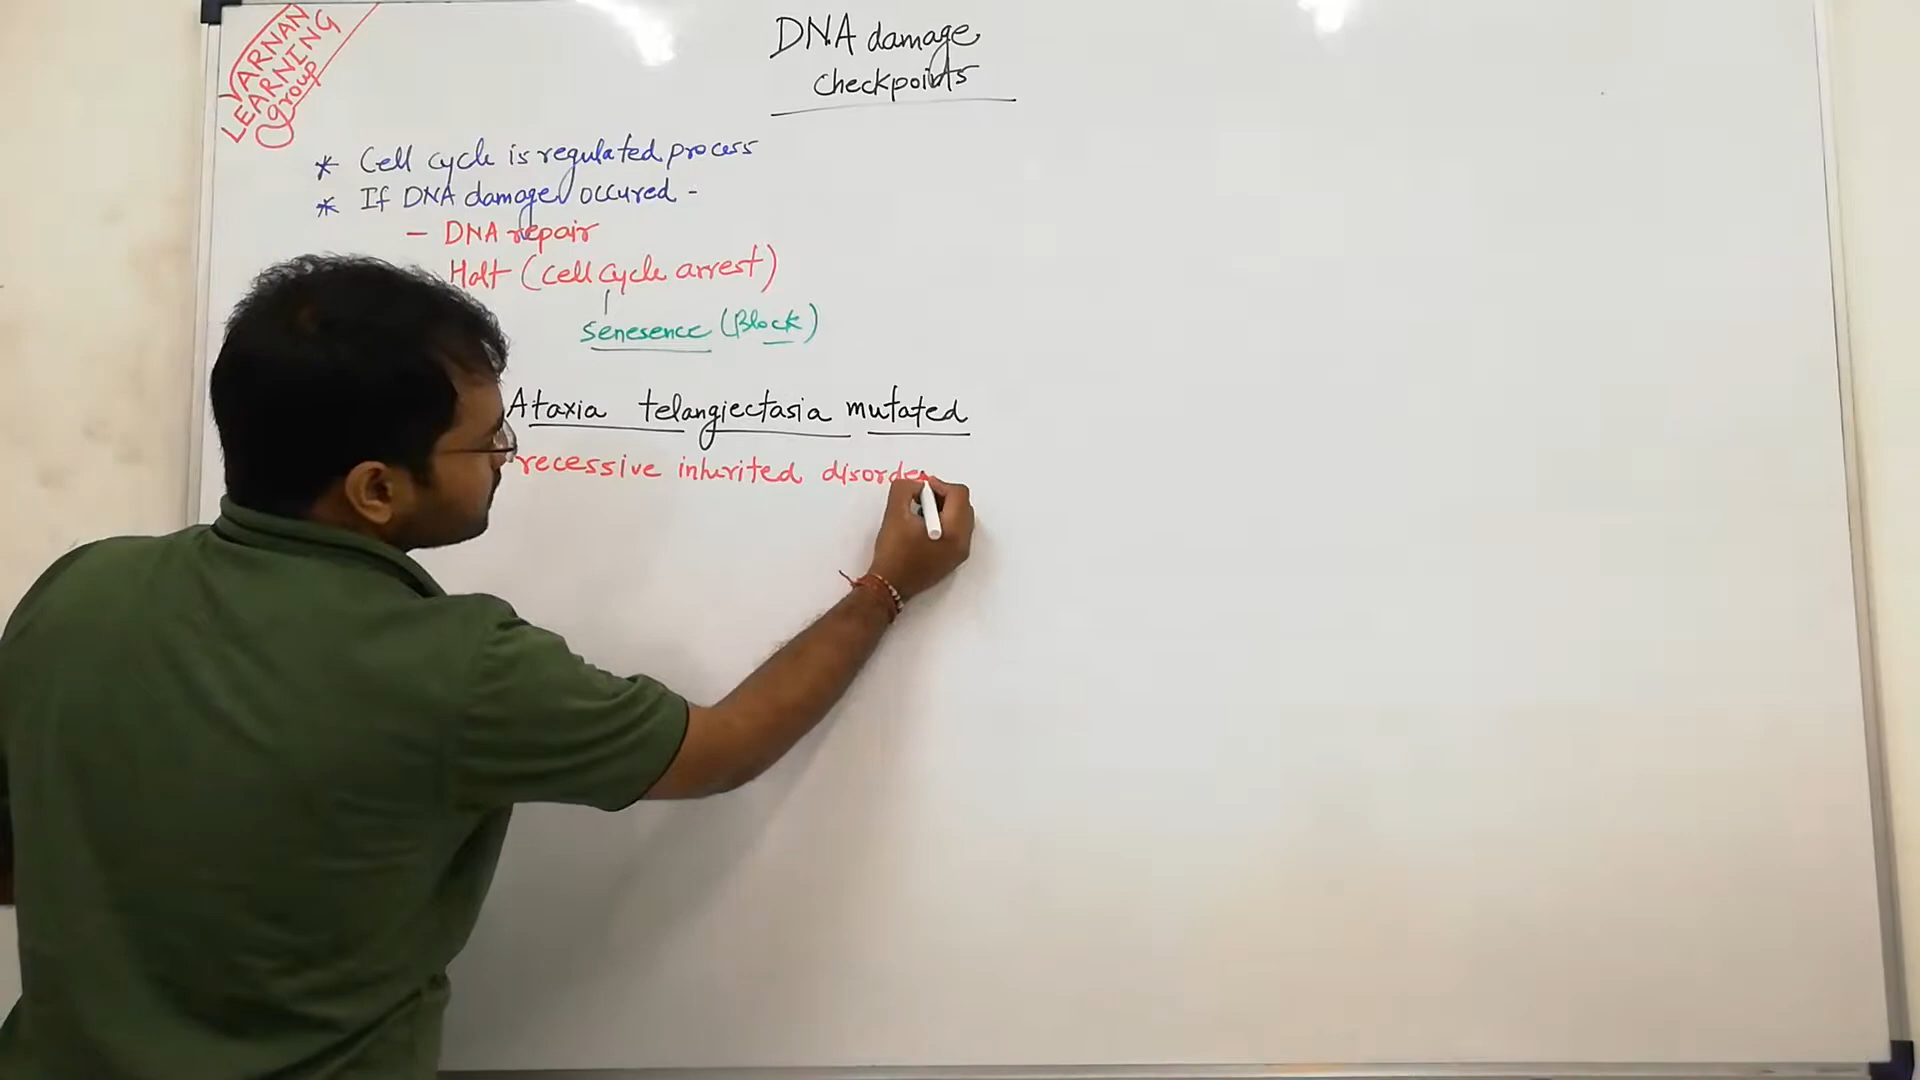 VARNAN
LEARNING
Group
DNA damage
checkpoints
* Cell cycle is regulated process
* If DNA damage occured -
- DNA repair
Halt (Cell cycle arrest)
Senesence (Block)
Ataxia telangiectasia mutated
recessive inherited disorder